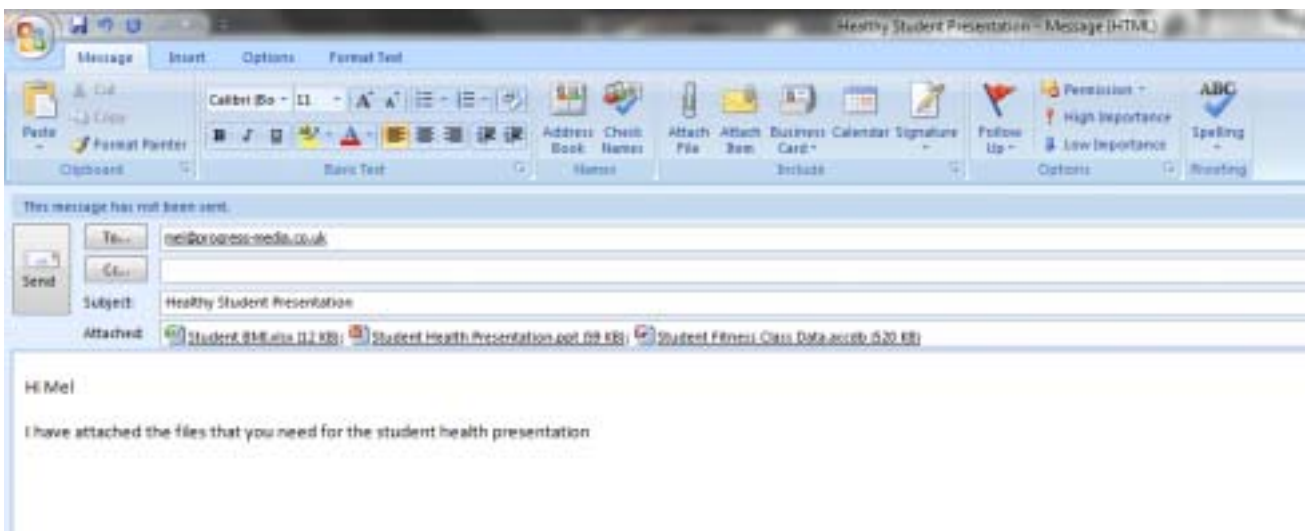 Healthy Student Presentation - Message (HTML)
Message Insert Options Format Text
Cut
Copy
Paste
Format Painter
Clipboard
Calibri (Bo 11
Basic Text
Address Book
Check Names
Names
Attach File
Attach Item
Business Card
Calendar
Signature
Include
Follow Up
Permission
High Importance
Low Importance
Options
ABC
Spelling
Proofing
This message has not been sent.
Send
To... mel@progress-media.co.uk
Cc...
Subject: Healthy Student Presentation
Attached: Student BMI.xlsx (12 KB); Student Health Presentation.ppt (99 KB); Student Fitness Class Data.accdb (520 KB)
Hi Mel
I have attached the files that you need for the student health presentation